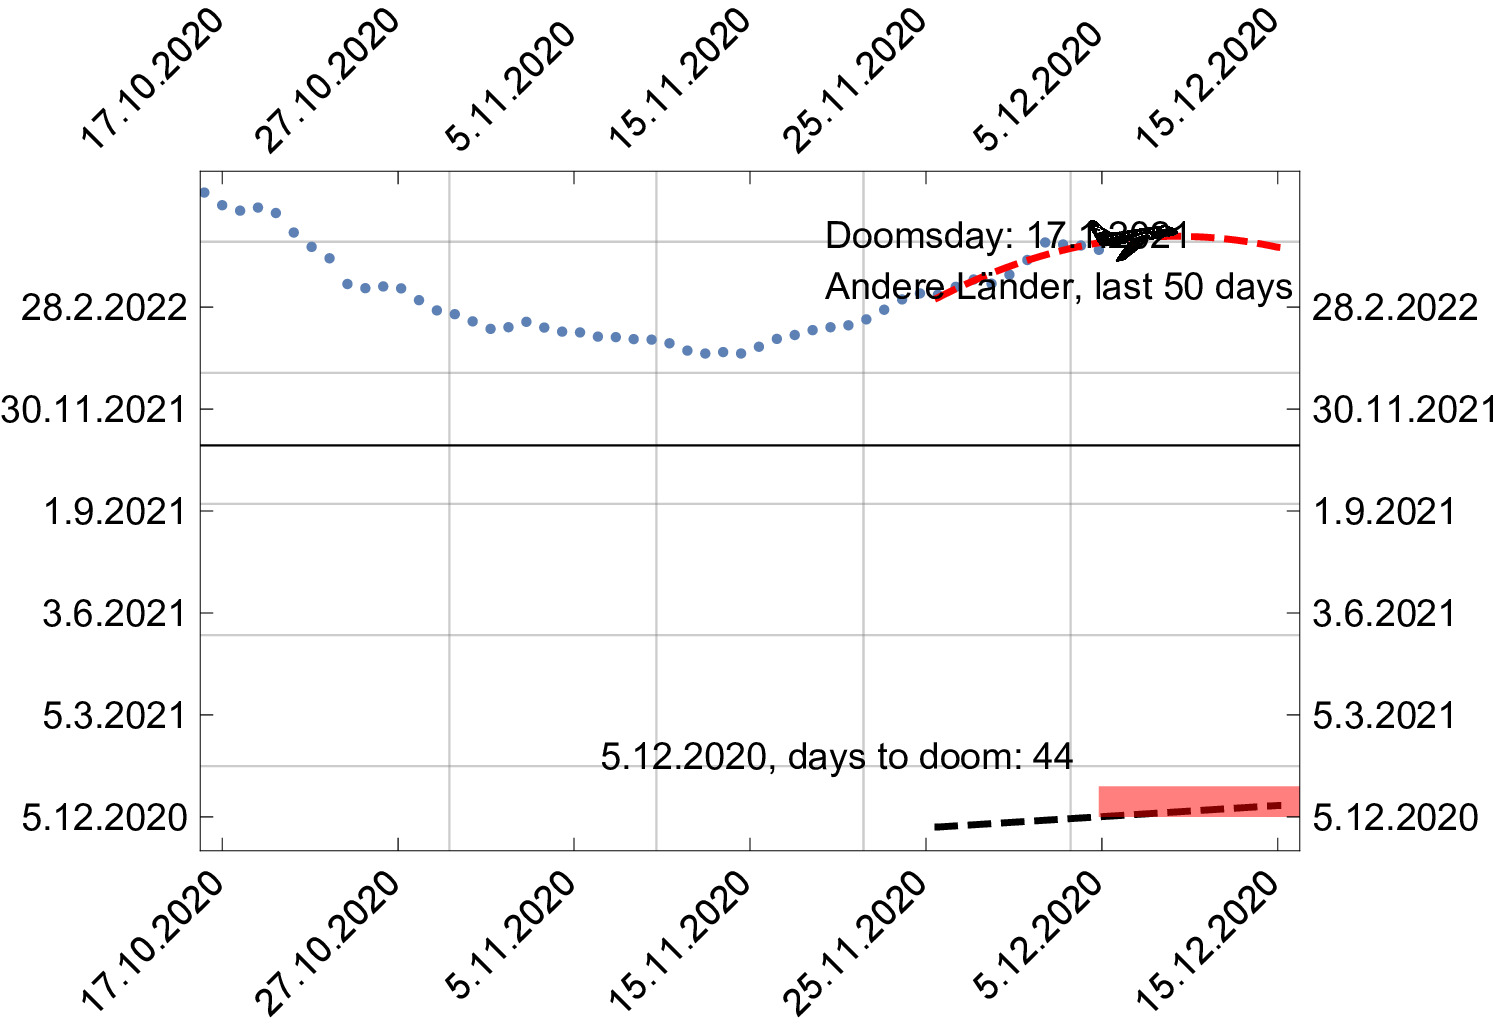 17.10.2020 27.10.2020 5.11.2020 15.11.2020 25.11.2020 5.12.2020 15.12.2020
Doomsday: 17.1.2021
Andere Länder, last 50 days
28.2.2022 28.2.2022
30.11.2021 30.11.2021
1.9.2021 1.9.2021
3.6.2021 3.6.2021
5.3.2021 5.3.2021
5.12.2020, days to doom: 44
5.12.2020 5.12.2020
17.10.2020 27.10.2020 5.11.2020 15.11.2020 25.11.2020 5.12.2020 15.12.2020